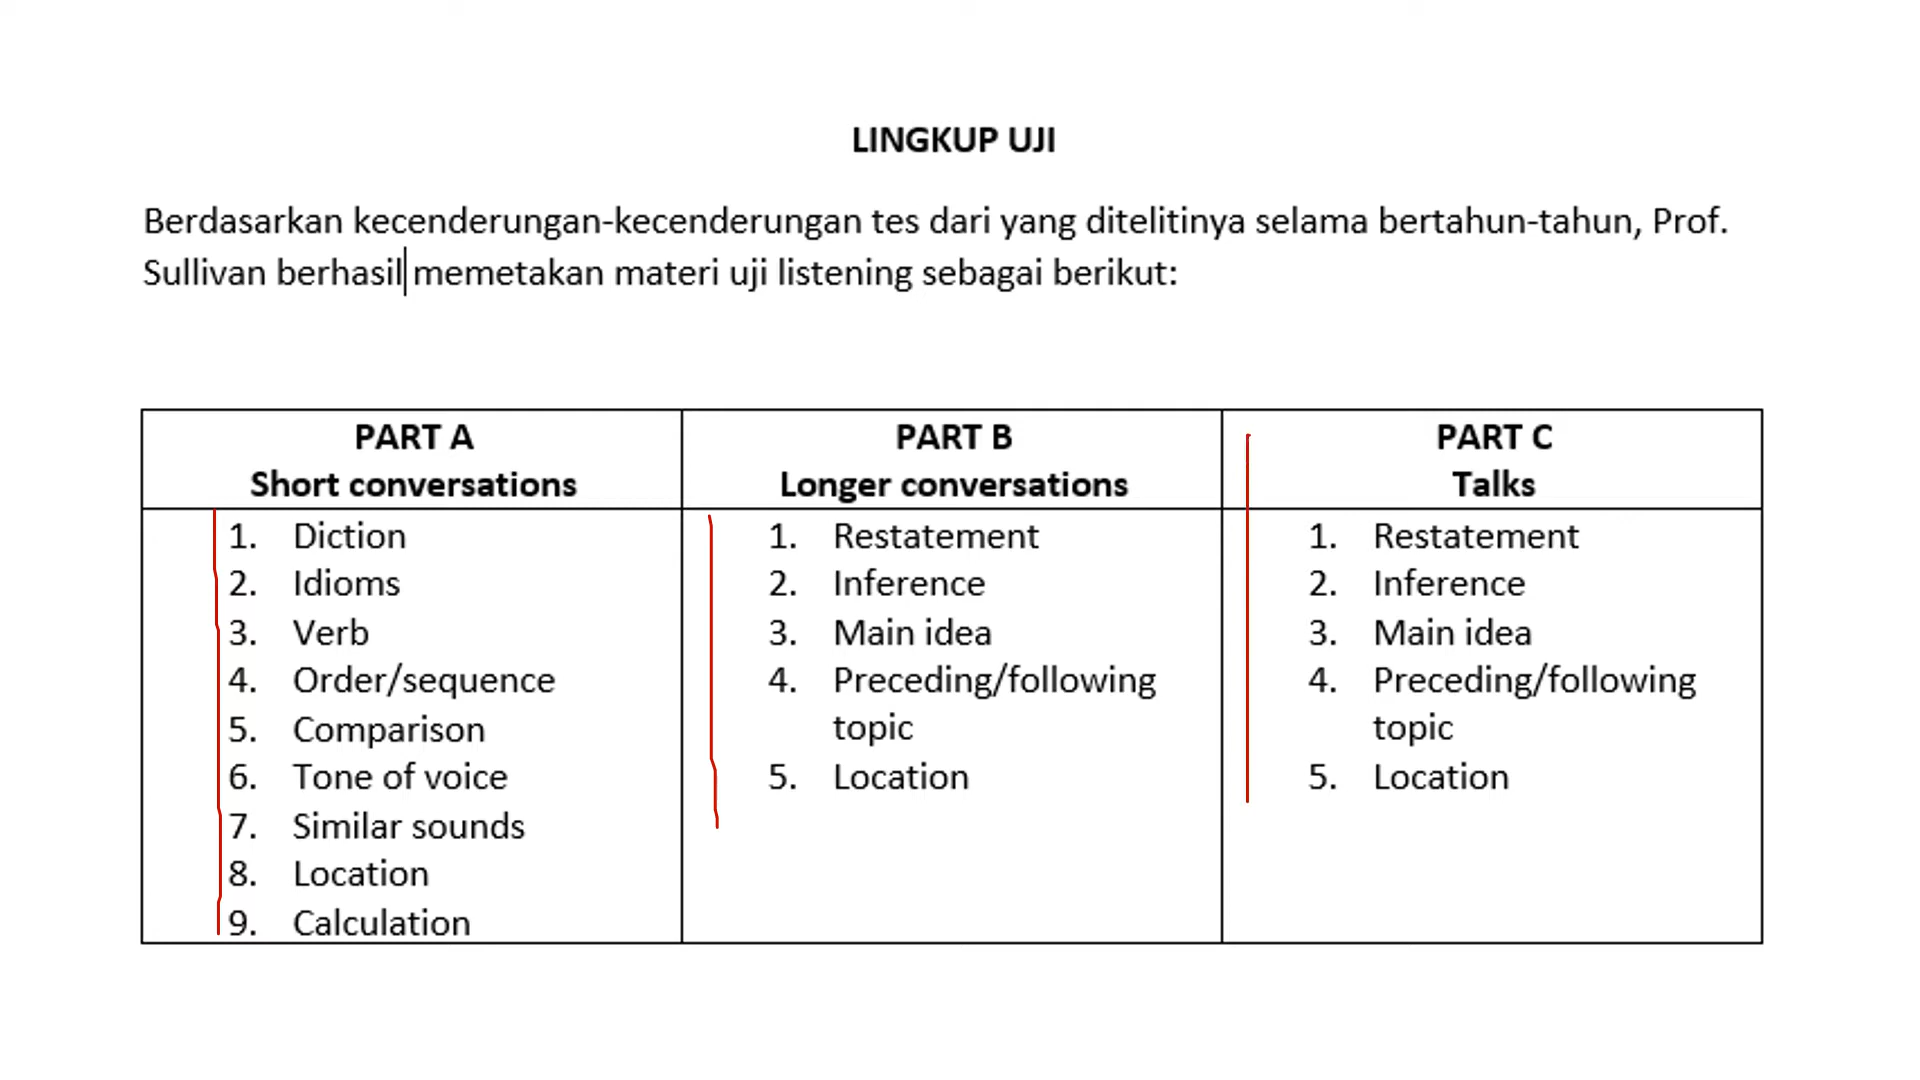 LINGKUP UJI
Berdasarkan kecenderungan-kecenderungan tes dari yang ditelitinya selama bertahun-tahun, Prof.
Sullivan berhasil memetakan materi uji listening sebagai berikut:
PART A
Short conversations
1. Diction
2. Idioms
3. Verb
4. Order/sequence
5. Comparison
6. Tone of voice
7. Similar sounds
8. Location
9. Calculation
PART B
Longer conversations
1. Restatement
2. Inference
3. Main idea
4. Preceding/following
topic
5. Location
PART C
Talks
1. Restatement
2. Inference
3. Main idea
4. Preceding/following
topic
5. Location